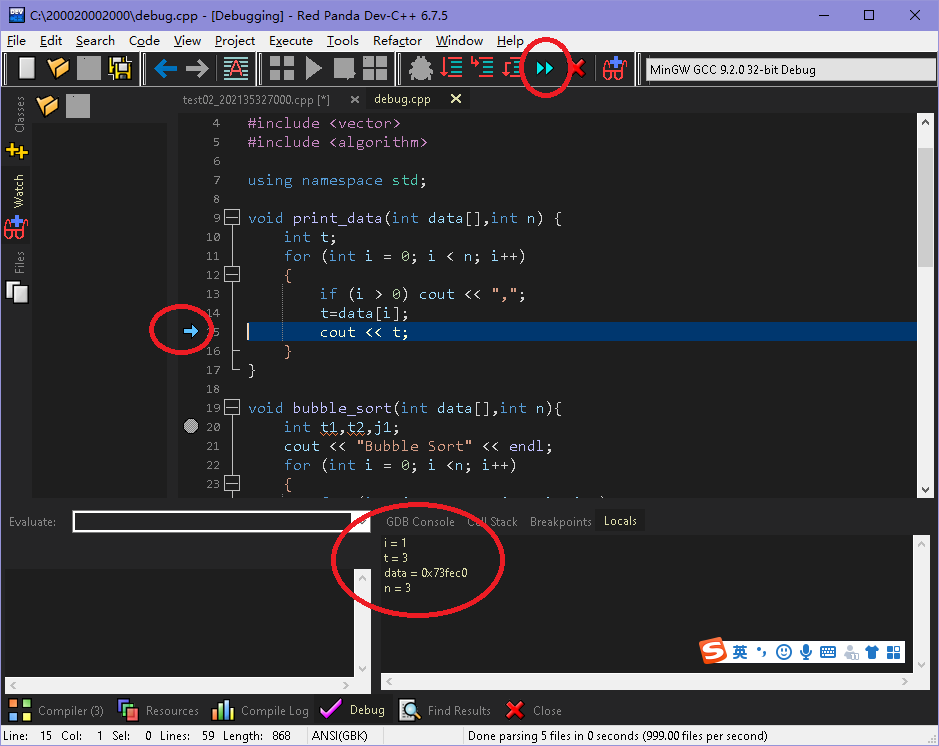 C:\200020002000\debug.cpp - [Debugging] - Red Panda Dev-C++ 6.7.5
File Edit Search Code View Project Execute Tools Refactor Window Help
MinGW GCC 9.2.0 32-bit Debug
test02_202135327000.cpp [*] debug.cpp
Classes
Watch
Files
4 #include <vector>
5 #include <algorithm>
6
7 using namespace std;
8
9 void print_data(int data[],int n) {
10 int t;
11 for (int i = 0; i < n; i++)
12 {
13 if (i > 0) cout << ",";
14 t=data[i];
15 cout << t;
16 }
17 }
18
19 void bubble_sort(int data[],int n){
20 int t1,t2,j1;
21 cout << "Bubble Sort" << endl;
22 for (int i = 0; i <n; i++)
23 {
Evaluate:
GDB Console Call Stack Breakpoints Locals
i = 1
t = 3
data = 0x73fec0
n = 3
英
Compiler (3) Resources Compile Log Debug Find Results Close
Line: 15 Col: 1 Sel: 0 Lines: 59 Length: 868 ANSI(GBK) Done parsing 5 files in 0 seconds (999.00 files per second)